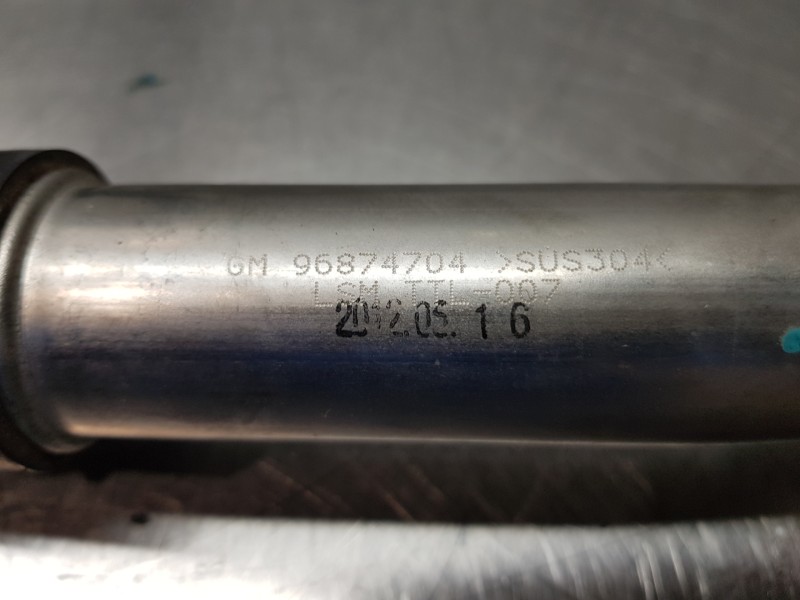 GM 96874704 >SUS304<
LSM TTL-007
2012.05.16